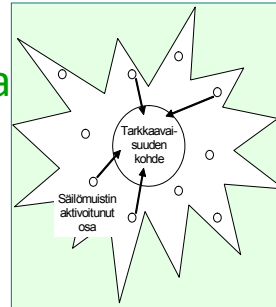 a
Tarkkaavai-
suuden
kohde
Säilömuistin
aktivoitunut
osa